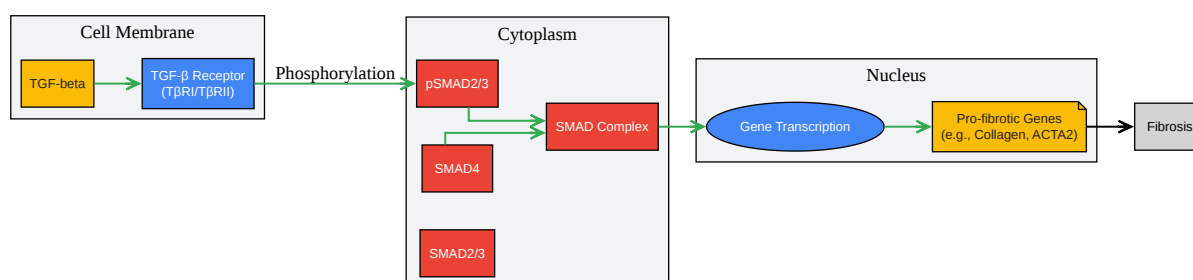 Cell Membrane
TGF-beta
TGF-β Receptor
(TβRI/TβRII)
Phosphorylation
Cytoplasm
pSMAD2/3
SMAD Complex
SMAD4
SMAD2/3
Nucleus
Gene Transcription
Pro-fibrotic Genes
(e.g., Collagen, ACTA2)
Fibrosis